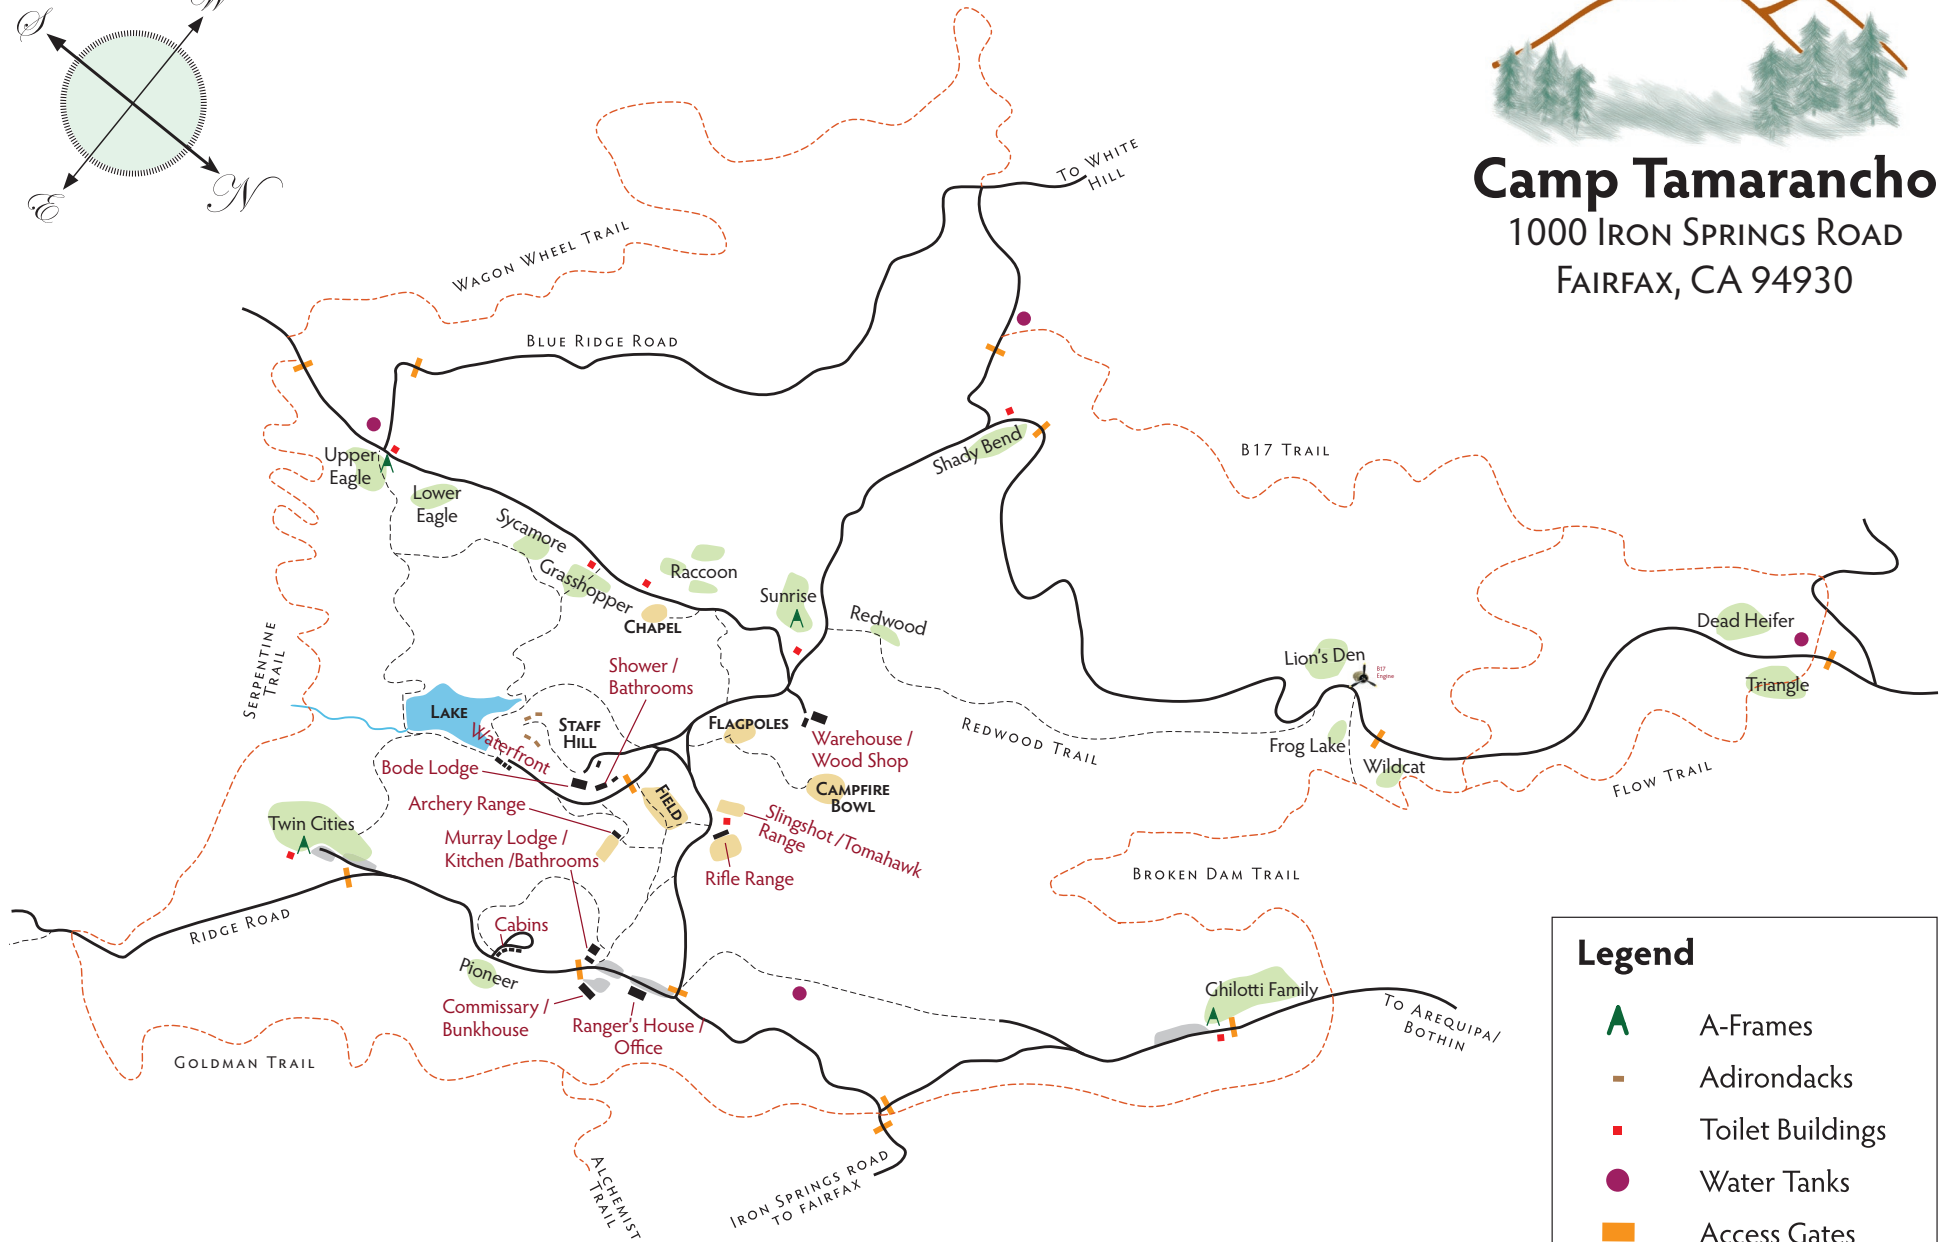 S
W
E
N
Camp Tamarancho
1000 Iron Springs Road
Fairfax, CA 94930
To White
Hill
Wagon Wheel Trail
Blue Ridge Road
B17 Trail
Upper
Eagle
Lower
Eagle
Shady Bend
Sycamore
Grasshopper
Raccoon
Chapel
Sunrise
Redwood
Serpentine
Trail
Shower /
Bathrooms
Lake
Waterfront
Staff
Hill
Flagpoles
Warehouse /
Wood Shop
Redwood Trail
Lion's Den
B17
Engine
Frog Lake
Wildcat
Dead Heifer
Triangle
Flow Trail
Bode Lodge
Archery Range
Field
Campfire
Bowl
Slingshot /Tomahawk
Range
Rifle Range
Murray Lodge /
Kitchen /Bathrooms
Twin Cities
Broken Dam Trail
Ridge Road
Cabins
Pioneer
Commissary /
Bunkhouse
Ranger's House /
Office
Ghilotti Family
To Arequipa/
Bothin
Goldman Trail
Alchemist
Trail
Iron Springs Road
to Fairfax
Legend
A-Frames
Adirondacks
Toilet Buildings
Water Tanks
Access Gates